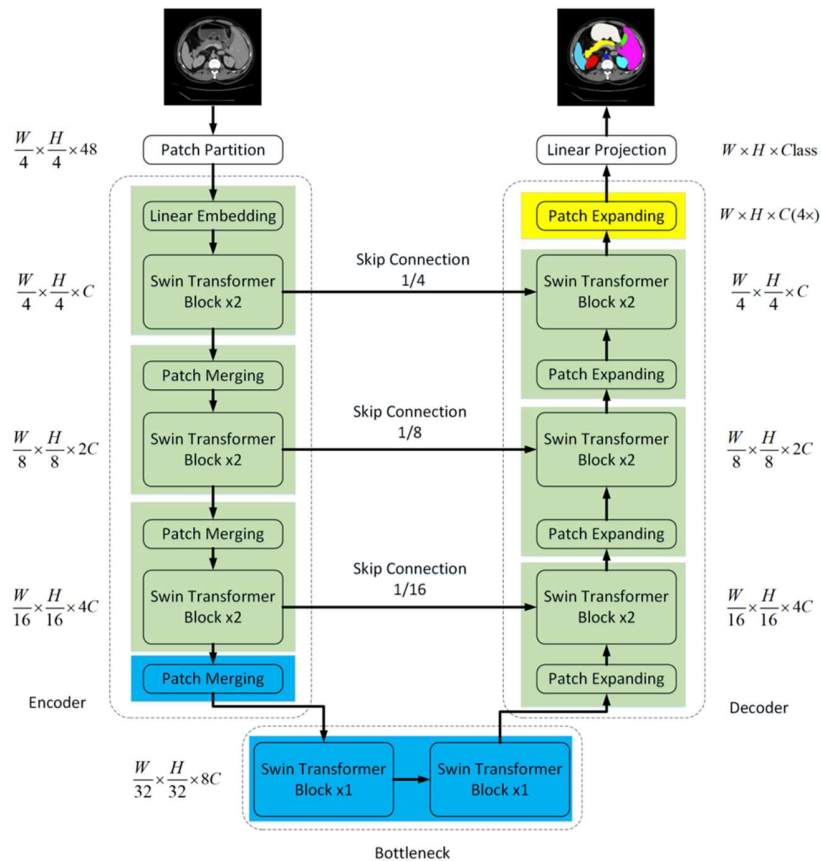 W/4 × H/4 × 48
Patch Partition
Linear Embedding
W/4 × H/4 × C
Swin Transformer
Block x2
Patch Merging
W/8 × H/8 × 2C
Swin Transformer
Block x2
Patch Merging
W/16 × H/16 × 4C
Swin Transformer
Block x2
Patch Merging
Encoder
Skip Connection
1/4
Skip Connection
1/8
Skip Connection
1/16
W/32 × H/32 × 8C
Swin Transformer
Block x1
Swin Transformer
Block x1
Bottleneck
Linear Projection
W × H × Class
Patch Expanding
W × H × C(4×)
Swin Transformer
Block x2
W/4 × H/4 × C
Patch Expanding
Swin Transformer
Block x2
W/8 × H/8 × 2C
Patch Expanding
Swin Transformer
Block x2
W/16 × H/16 × 4C
Patch Expanding
Decoder